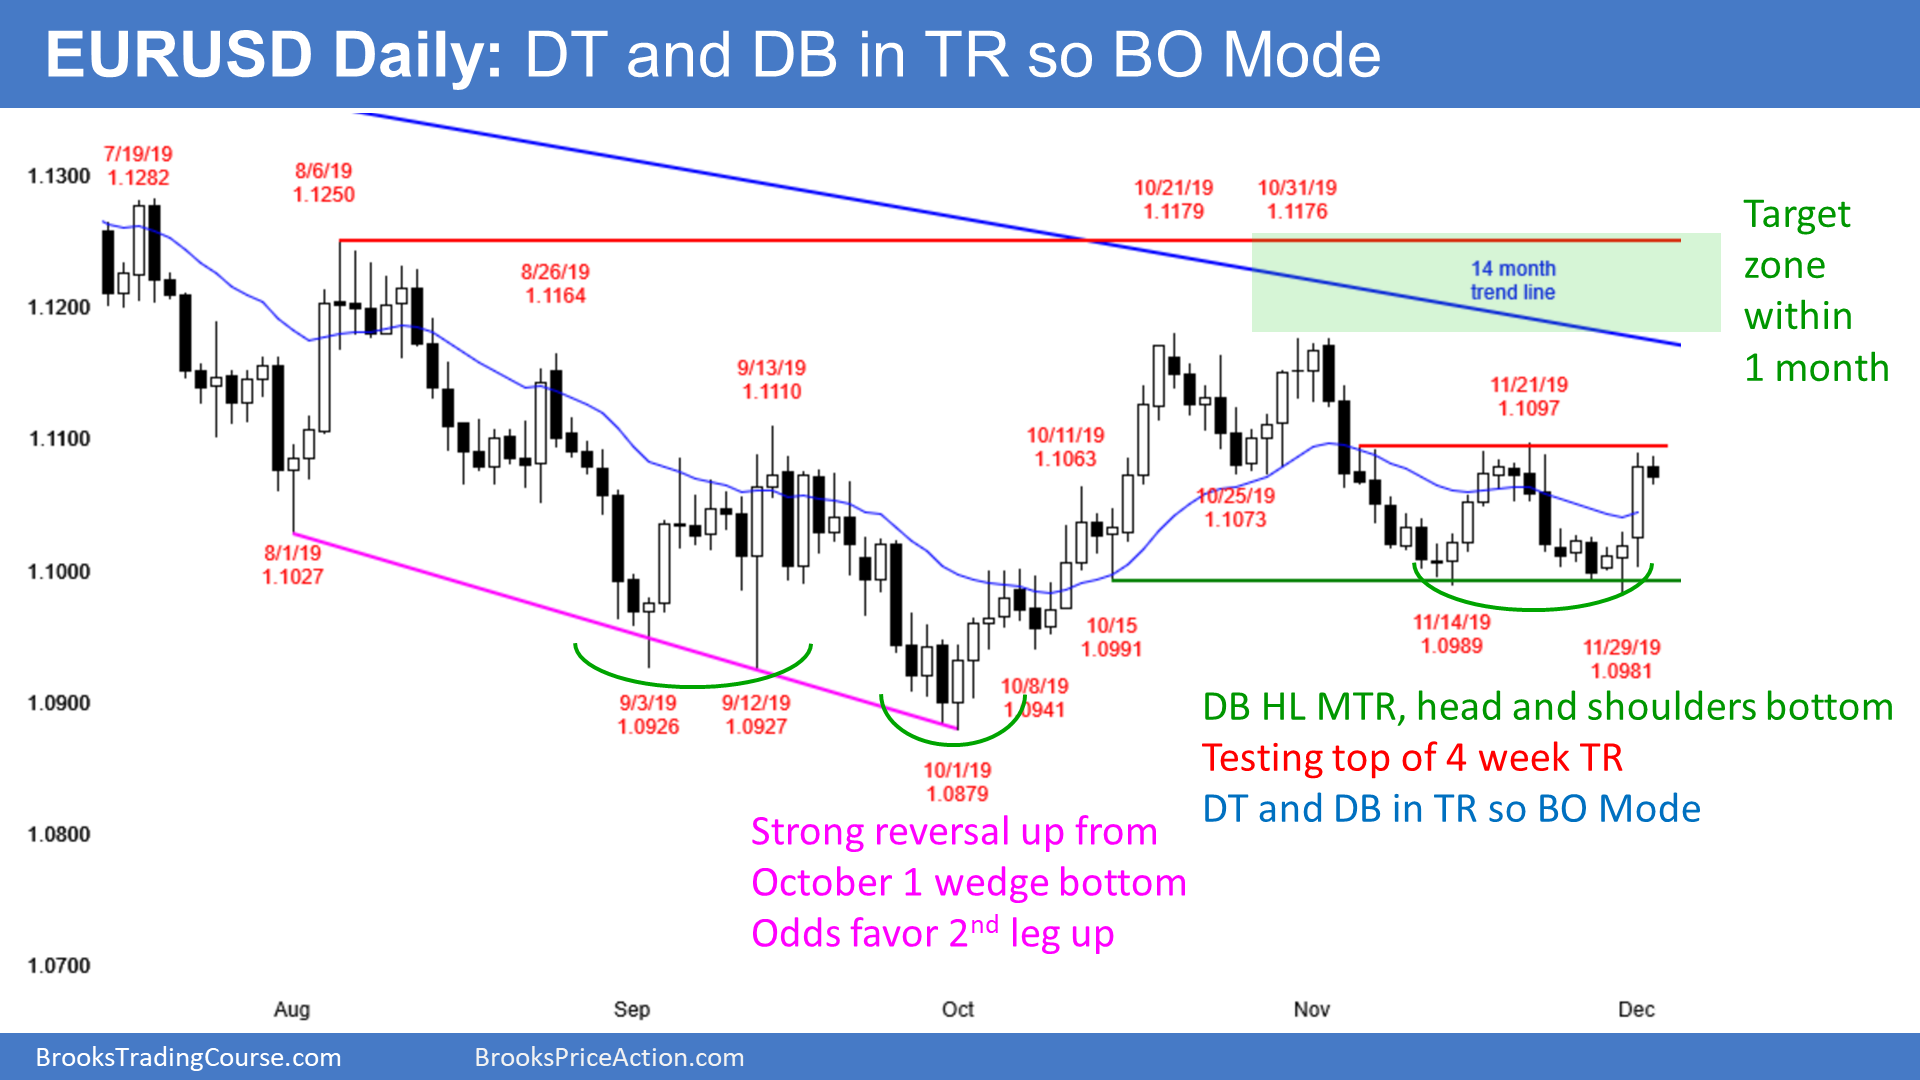 EURUSD Daily: DT and DB in TR so BO Mode
7/19/19
1.1282
8/6/19
1.1250
8/26/19
1.1164
9/13/19
1.1110
10/11/19
1.1063
10/21/19
1.1179
10/31/19
1.1176
14 month
trend line
Target
zone
within
1 month
11/21/19
1.1097
10/25/19
1.1073
8/1/19
1.1027
9/3/19
1.0926
9/12/19
1.0927
10/1/19
1.0879
10/8/19
1.0941
10/15
1.0991
11/14/19
1.0989
11/29/19
1.0981
DB HL MTR, head and shoulders bottom
Testing top of 4 week TR
DT and DB in TR so BO Mode
Strong reversal up from
October 1 wedge bottom
Odds favor 2nd leg up
1.1300
1.1200
1.1100
1.1000
1.0900
1.0800
1.0700
Aug
Sep
Oct
Nov
Dec
BrooksTradingCourse.com
BrooksPriceAction.com